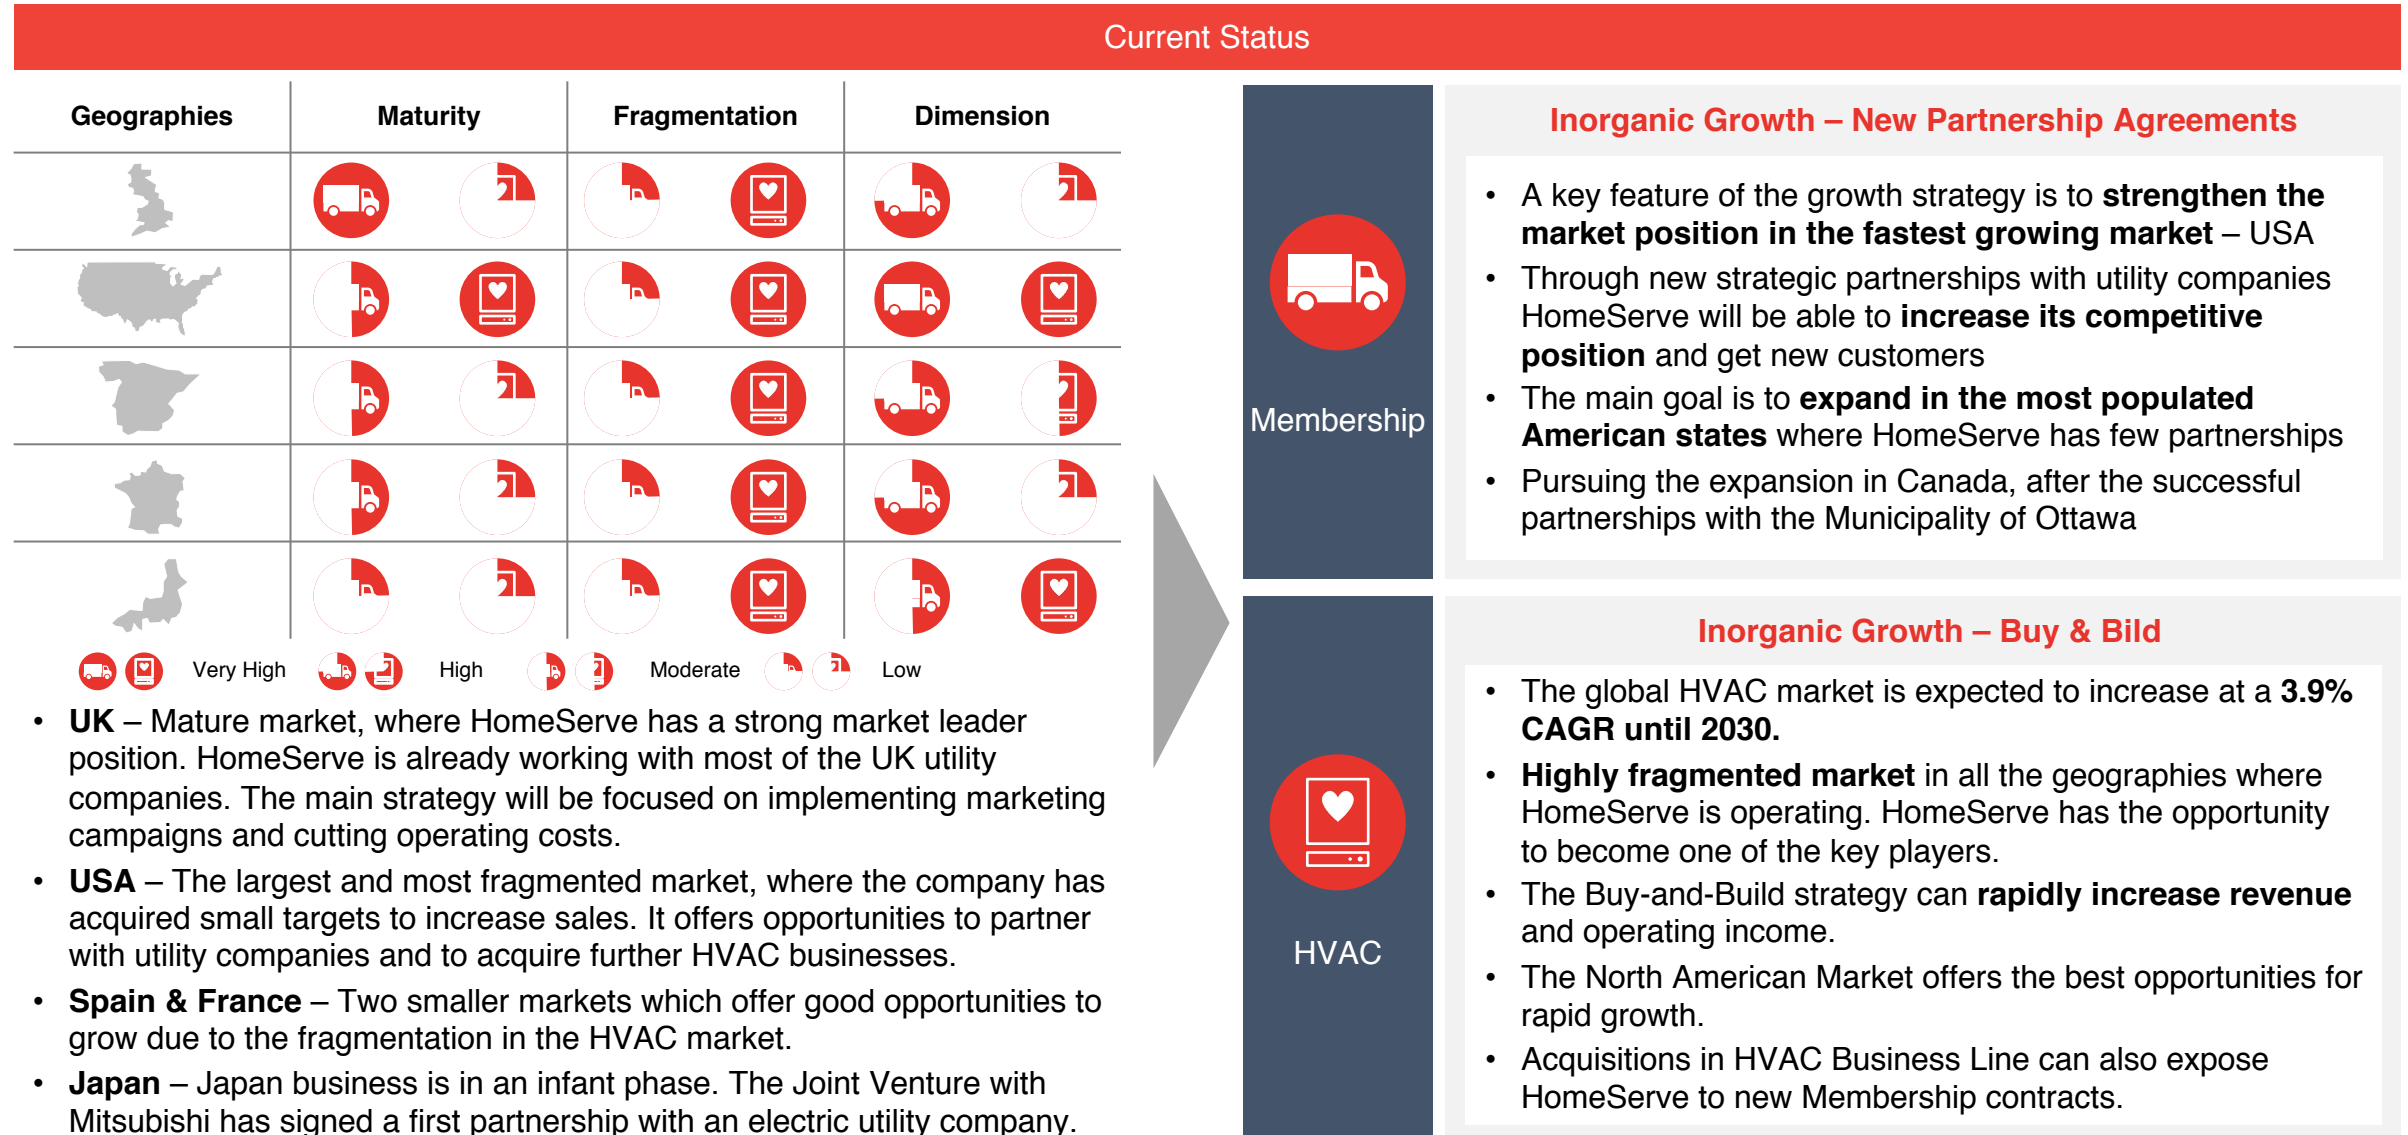 Current Status
Geographies Maturity Fragmentation Dimension
Very High High Moderate Low
• UK – Mature market, where HomeServe has a strong market leader
position. HomeServe is already working with most of the UK utility
companies. The main strategy will be focused on implementing marketing
campaigns and cutting operating costs.
• USA – The largest and most fragmented market, where the company has
acquired small targets to increase sales. It offers opportunities to partner
with utility companies and to acquire further HVAC businesses.
• Spain & France – Two smaller markets which offer good opportunities to
grow due to the fragmentation in the HVAC market.
• Japan – Japan business is in an infant phase. The Joint Venture with
Mitsubishi has signed a first partnership with an electric utility company.
Membership
Inorganic Growth – New Partnership Agreements
• A key feature of the growth strategy is to strengthen the
market position in the fastest growing market – USA
• Through new strategic partnerships with utility companies
HomeServe will be able to increase its competitive
position and get new customers
• The main goal is to expand in the most populated
American states where HomeServe has few partnerships
• Pursuing the expansion in Canada, after the successful
partnerships with the Municipality of Ottawa
HVAC
Inorganic Growth – Buy & Bild
• The global HVAC market is expected to increase at a 3.9%
CAGR until 2030.
• Highly fragmented market in all the geographies where
HomeServe is operating. HomeServe has the opportunity
to become one of the key players.
• The Buy-and-Build strategy can rapidly increase revenue
and operating income.
• The North American Market offers the best opportunities for
rapid growth.
• Acquisitions in HVAC Business Line can also expose
HomeServe to new Membership contracts.